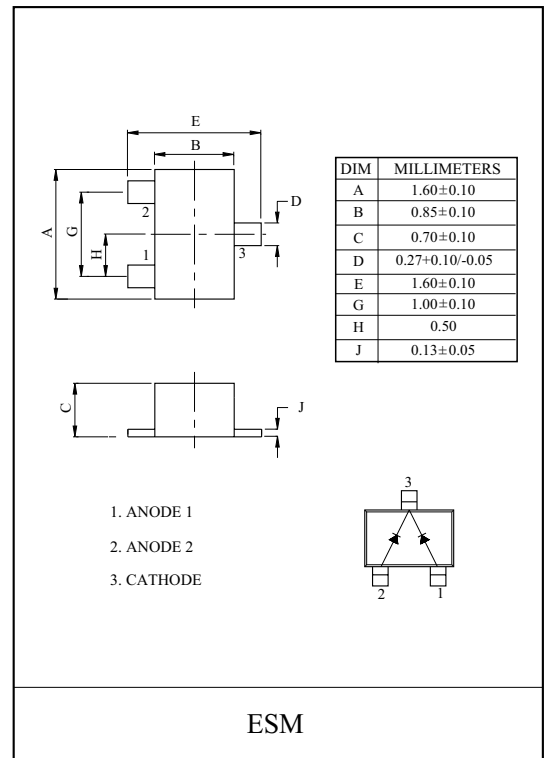 E
B
D
A
G
H
2
1
3
DIM MILLIMETERS
A 1.60±0.10
B 0.85±0.10
C 0.70±0.10
D 0.27+0.10/-0.05
E 1.60±0.10
G 1.00±0.10
H 0.50
J 0.13±0.05
C
J
1. ANODE 1
2. ANODE 2
3. CATHODE
3
2 1
ESM